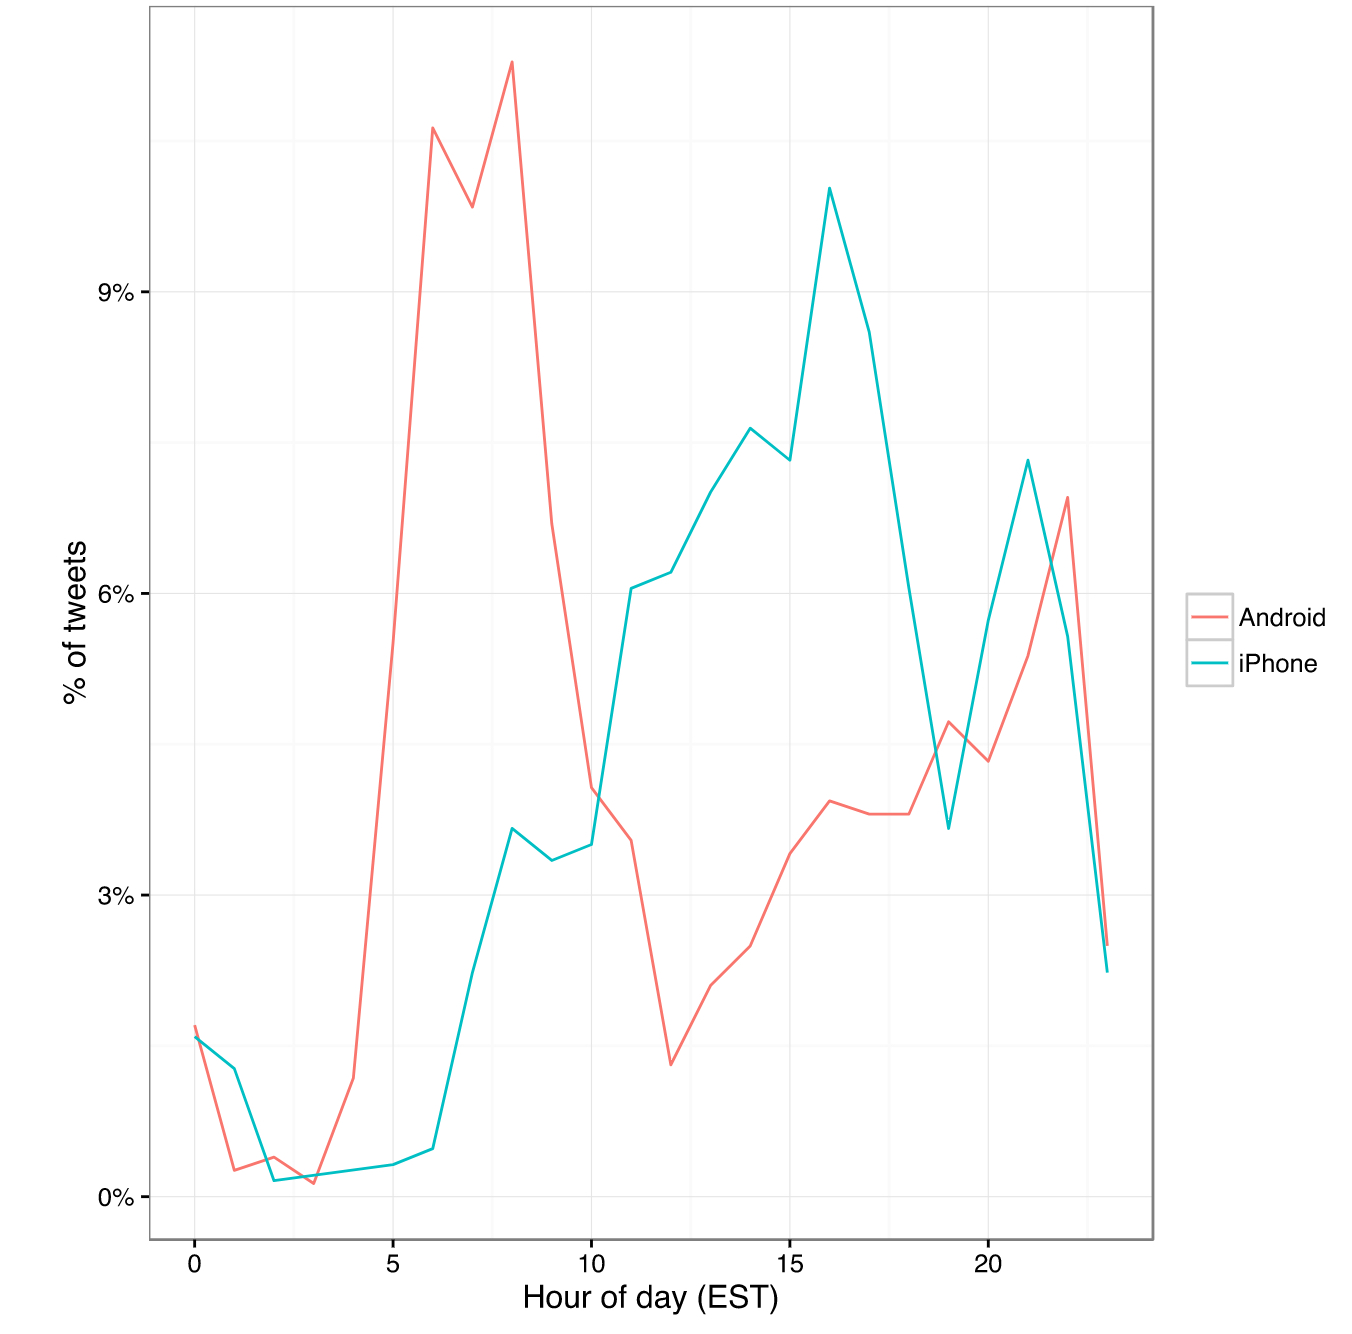 % of tweets
9%
6%
3%
0%
0 5 10 15 20
Hour of day (EST)
Android
iPhone